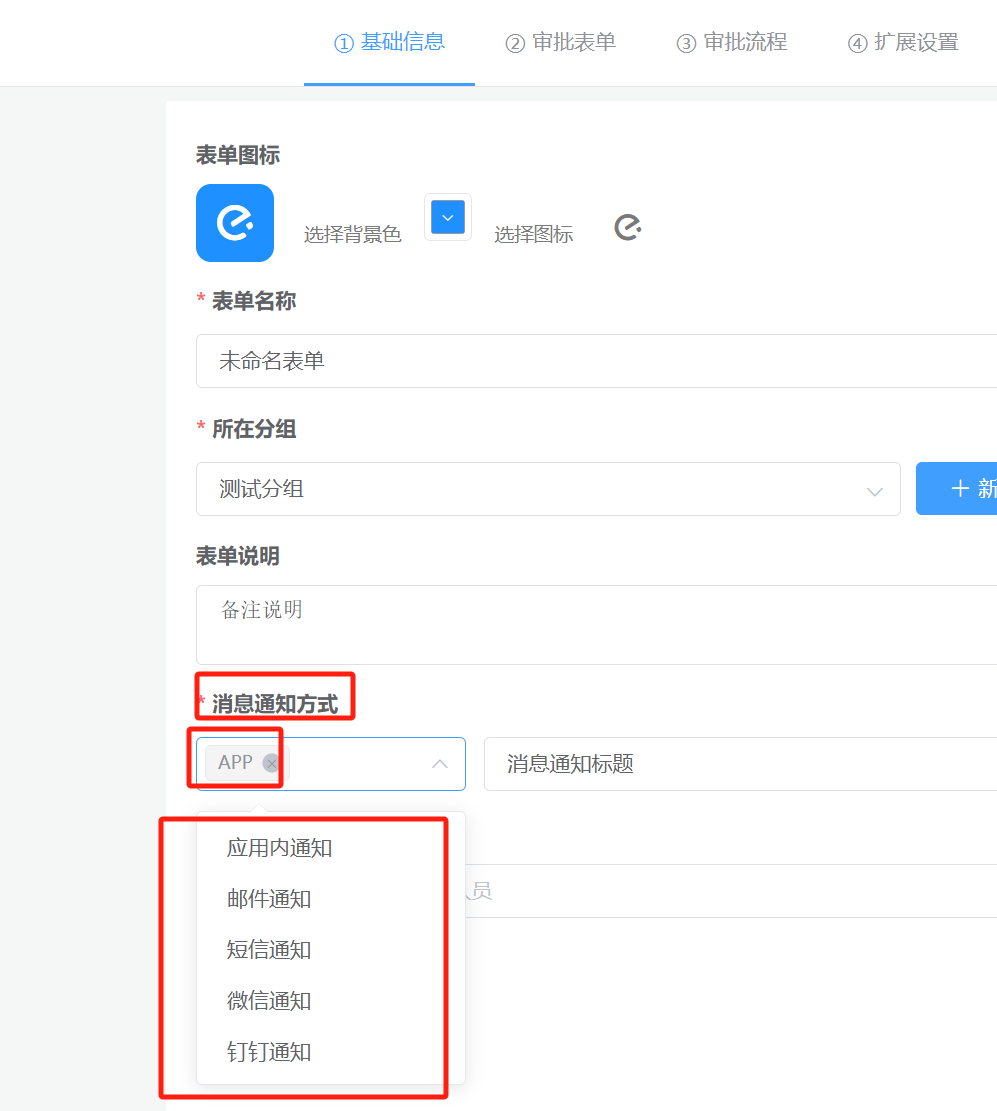 ① 基础信息 ② 审批表单 ③ 审批流程 ④ 扩展设置
表单图标
选择背景色 选择图标
* 表单名称
未命名表单
* 所在分组
测试分组 + 新
表单说明
备注说明
* 消息通知方式
APP 消息通知标题
应用内通知
员
邮件通知
短信通知
微信通知
钉钉通知